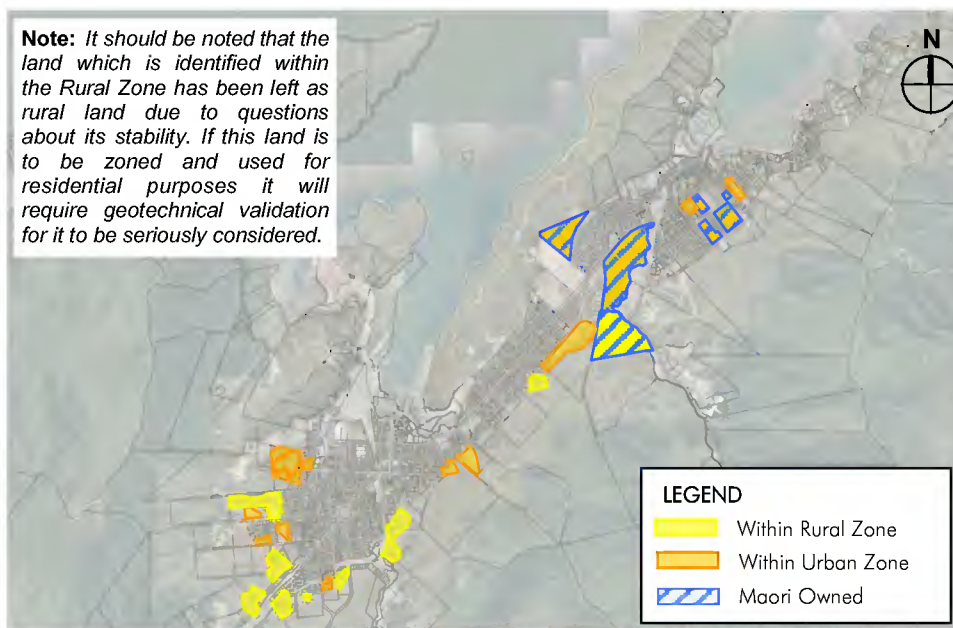 Note: It should be noted that the
land which is identified within
the Rural Zone has been left as
rural land due to questions
about its stability. If this land is
to be zoned and used for
residential purposes it will
require geotechnical validation
for it to be seriously considered.
N
LEGEND
Within Rural Zone
Within Urban Zone
Maori Owned